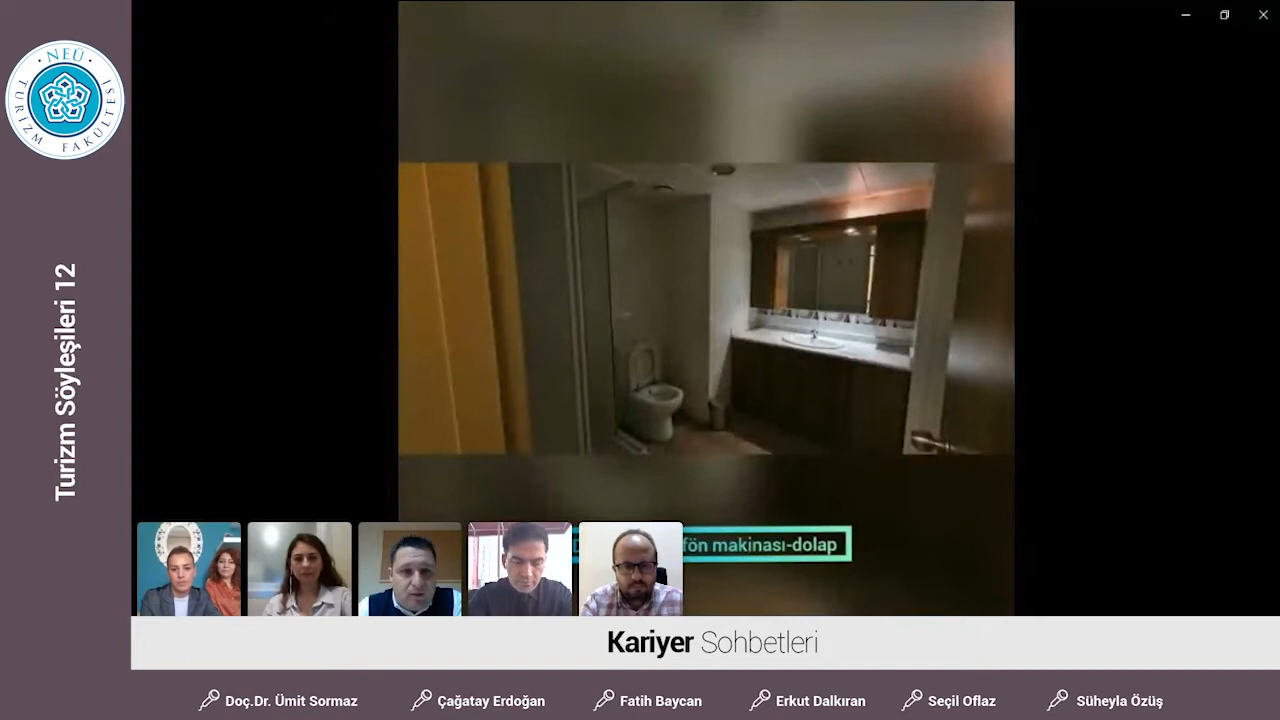 NEÜ
TURİZM FAKÜLTESİ
Turizm Söyleşileri 12
fön makinası-dolap
Kariyer Sohbetleri
Doç.Dr. Ümit Sormaz
Çağatay Erdoğan
Fatih Baycan
Erkut Dalkıran
Seçil Oflaz
Süheyla Özüş